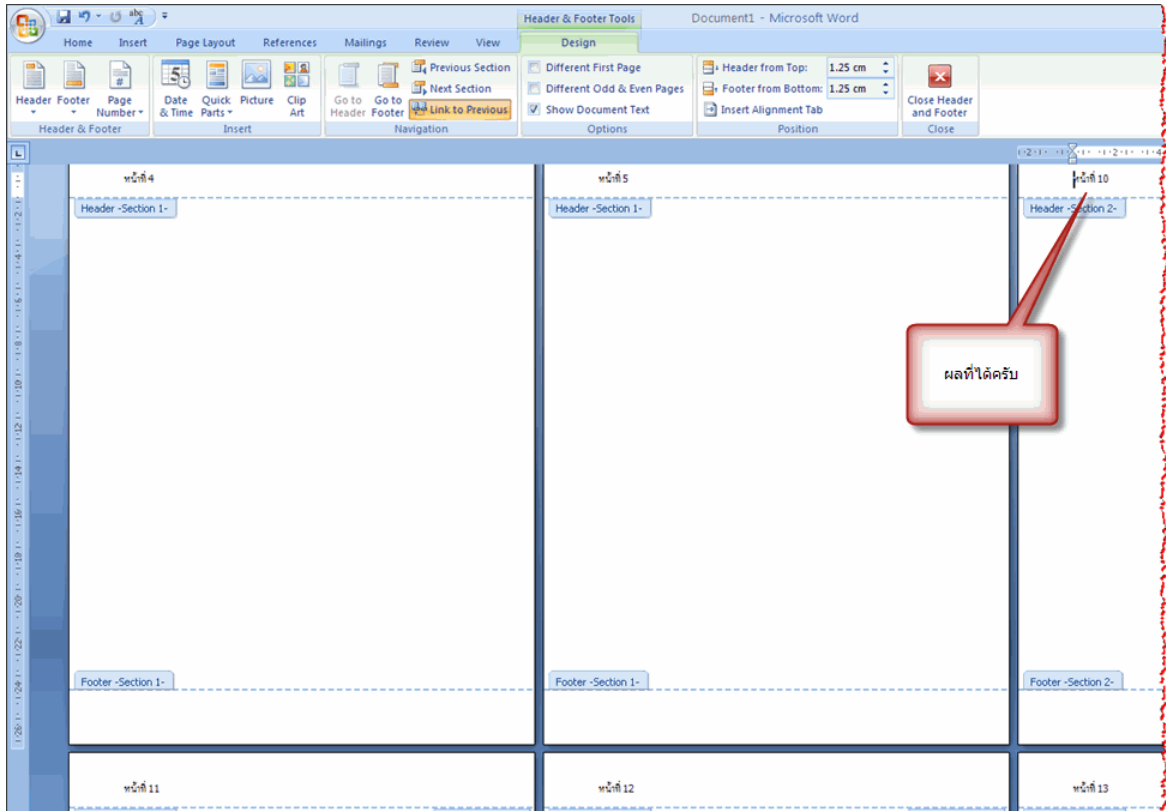 Header & Footer Tools
Document1 - Microsoft Word
Home Insert Page Layout References Mailings Review View Design
Header Footer Page Number
Header & Footer
Date & Time Quick Parts Picture Clip Art
Insert
Go to Header Go to Footer
Previous Section
Next Section
Link to Previous
Navigation
Different First Page
Different Odd & Even Pages
Show Document Text
Options
Header from Top: 1.25 cm
Footer from Bottom: 1.25 cm
Insert Alignment Tab
Position
Close Header and Footer
Close
หน้าที่ 4
หน้าที่ 5
หน้าที่ 10
Header -Section 1-
Header -Section 1-
Header -Section 2-
ผลที่ได้ครับ
Footer -Section 1-
Footer -Section 1-
Footer -Section 2-
หน้าที่ 11
หน้าที่ 12
หน้าที่ 13